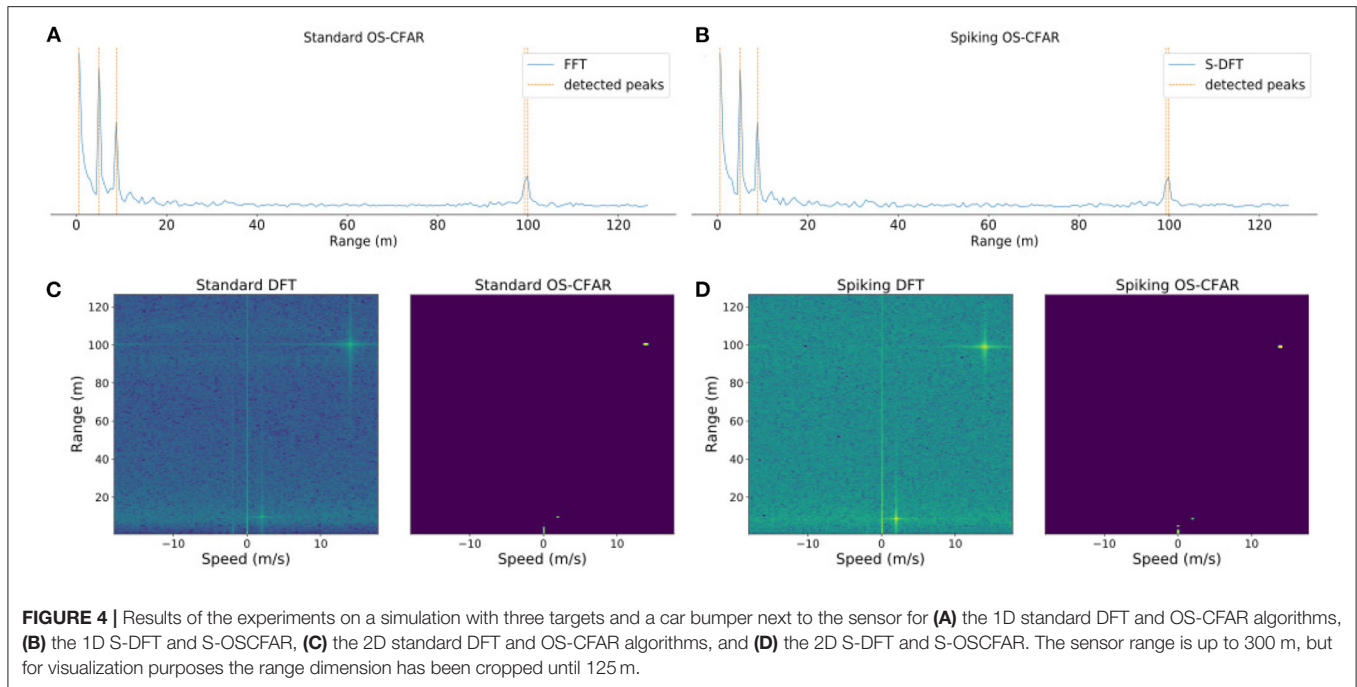 A
Standard OS-CFAR
FFT
detected peaks
0 20 40 60 80 100 120
Range (m)
B
Spiking OS-CFAR
S-DFT
detected peaks
0 20 40 60 80 100 120
Range (m)
C
Standard DFT
120
100
80
60
40
20
Range (m)
−10 0 10
Speed (m/s)
Standard OS-CFAR
−10 0 10
Speed (m/s)
D
Spiking DFT
120
100
80
60
40
20
Range (m)
−10 0 10
Speed (m/s)
Spiking OS-CFAR
−10 0 10
Speed (m/s)
FIGURE 4 | Results of the experiments on a simulation with three targets and a car bumper next to the sensor for (A) the 1D standard DFT and OS-CFAR algorithms,
(B) the 1D S-DFT and S-OSCFAR, (C) the 2D standard DFT and OS-CFAR algorithms, and (D) the 2D S-DFT and S-OSCFAR. The sensor range is up to 300 m, but
for visualization purposes the range dimension has been cropped until 125 m.